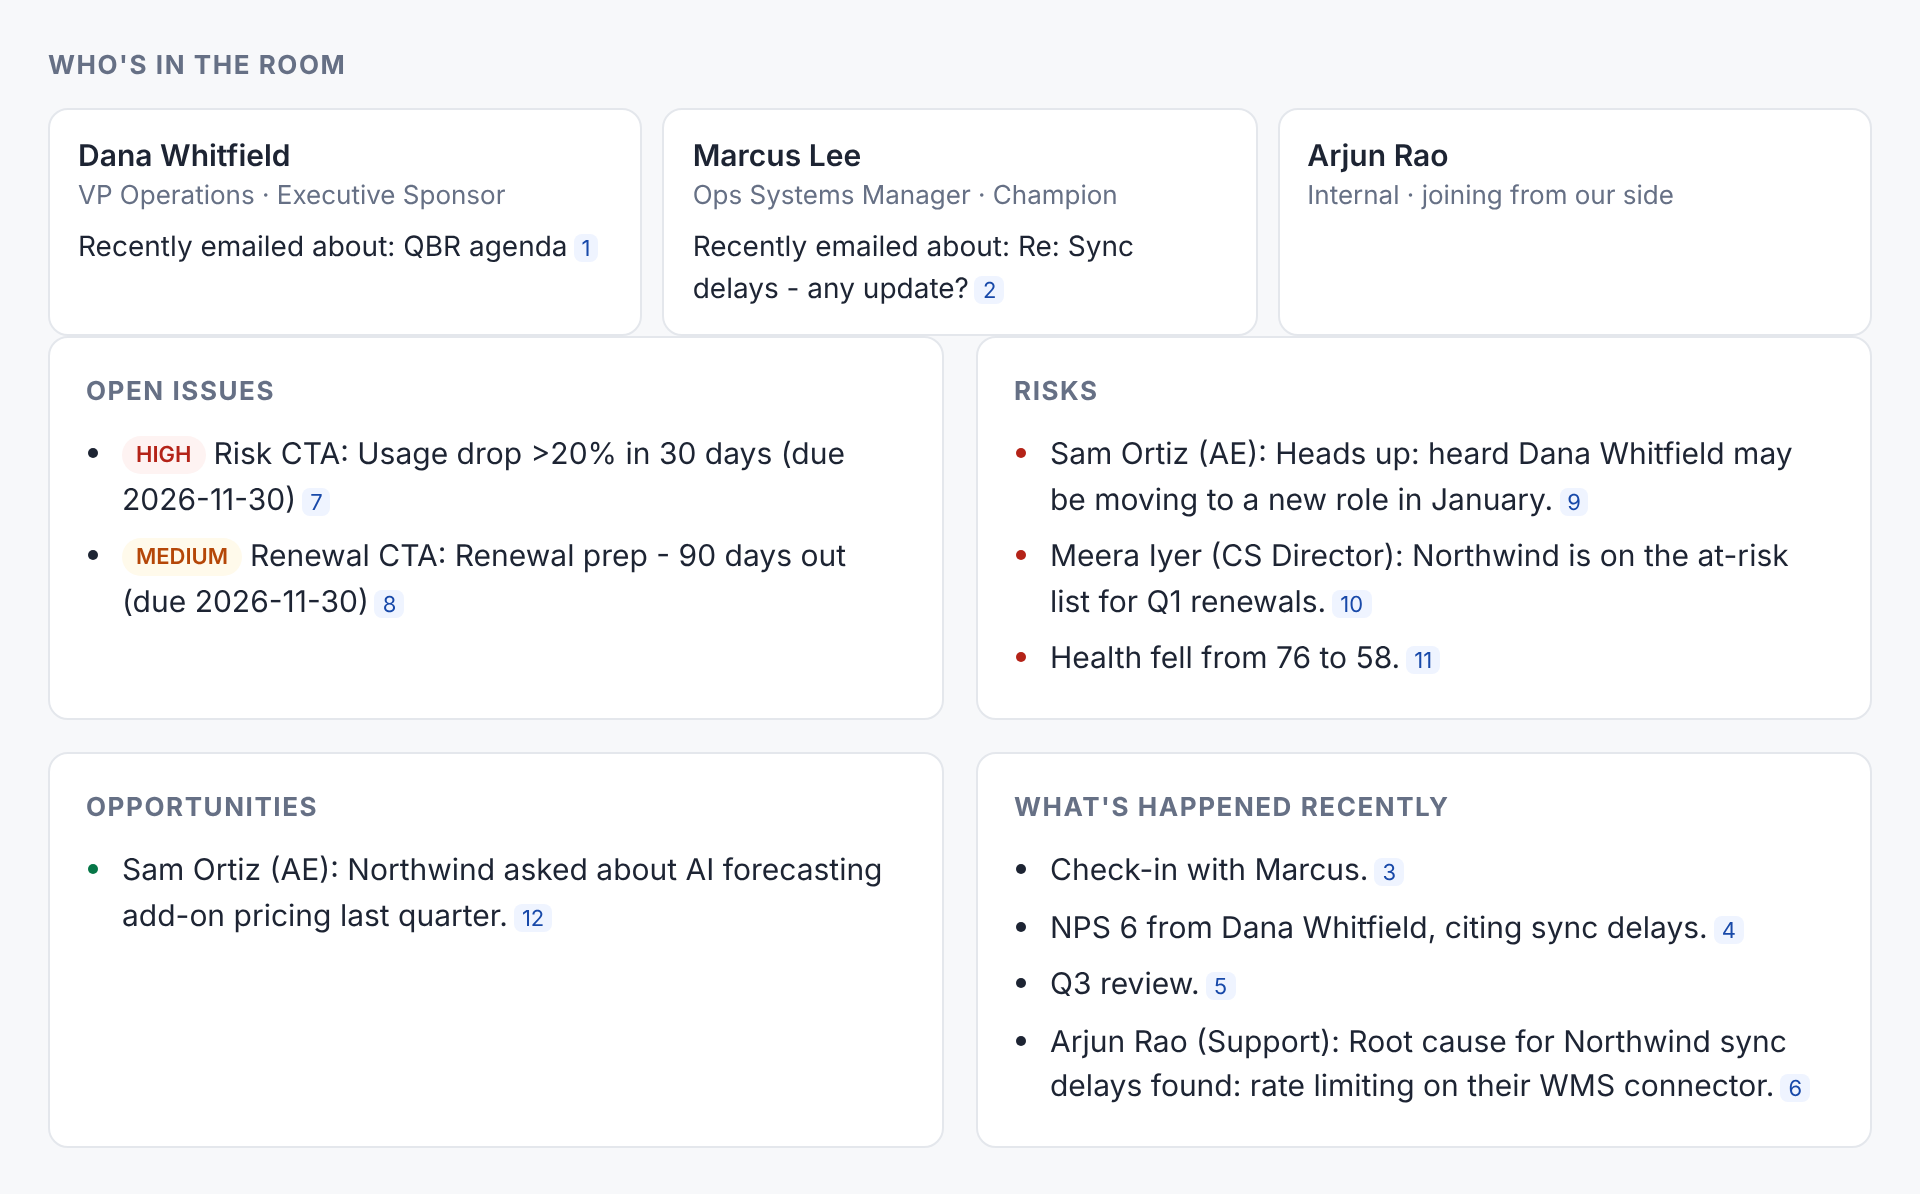 WHO'S IN THE ROOM
Dana Whitfield
VP Operations · Executive Sponsor
Recently emailed about: QBR agenda 1
Marcus Lee
Ops Systems Manager · Champion
Recently emailed about: Re: Sync
delays - any update? 2
Arjun Rao
Internal · joining from our side
OPEN ISSUES
• HIGH Risk CTA: Usage drop >20% in 30 days (due
2026-11-30) 7
• MEDIUM Renewal CTA: Renewal prep - 90 days out
(due 2026-11-30) 8
RISKS
• Sam Ortiz (AE): Heads up: heard Dana Whitfield may
be moving to a new role in January. 9
• Meera Iyer (CS Director): Northwind is on the at-risk
list for Q1 renewals. 10
• Health fell from 76 to 58. 11
OPPORTUNITIES
• Sam Ortiz (AE): Northwind asked about AI forecasting
add-on pricing last quarter. 12
WHAT'S HAPPENED RECENTLY
• Check-in with Marcus. 3
• NPS 6 from Dana Whitfield, citing sync delays. 4
• Q3 review. 5
• Arjun Rao (Support): Root cause for Northwind sync
delays found: rate limiting on their WMS connector. 6